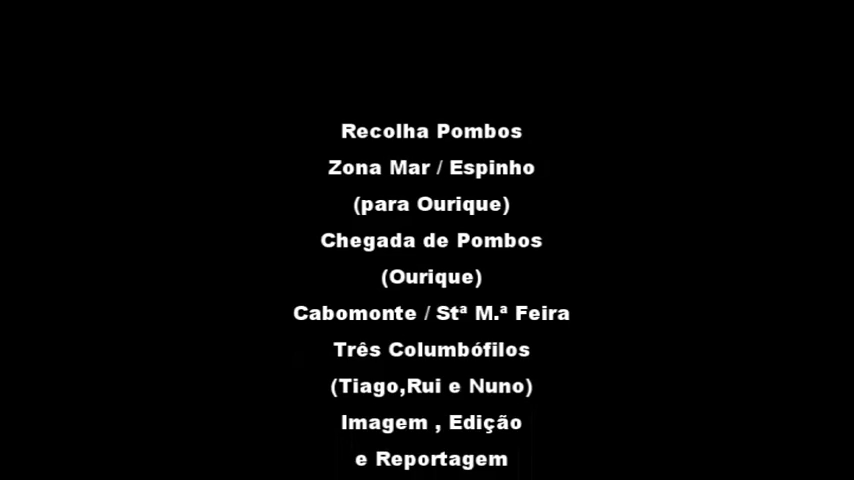 Recolha Pombos
Zona Mar / Espinho
(para Ourique)
Chegada de Pombos
(Ourique)
Cabomonte / Stª M.ª Feira
Três Columbófilos
(Tiago,Rui e Nuno)
Imagem , Edição
e Reportagem